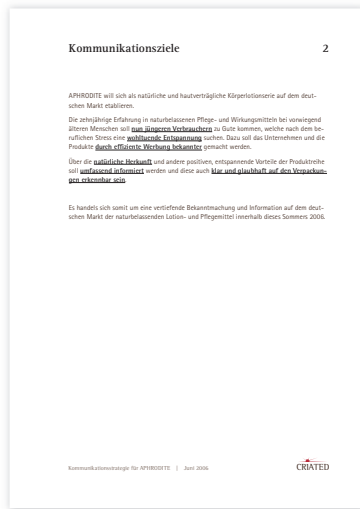 Kommunikationsziele 2
APHRODITE will sich als natürliche und hautverträgliche Körperlotionserie auf dem deut-
schen Markt etablieren.
Die zehnjährige Erfahrung in naturbelassenen Pflege- und Wirkungsmitteln bei vorwiegend
älteren Menschen soll nun jüngeren Verbrauchern zu Gute kommen, welche nach dem be-
ruflichen Stress eine wohltuende Entspannung suchen. Dazu soll das Unternehmen und die
Produkte durch effiziente Werbung bekannter gemacht werden.
Über die natürliche Herkunft und andere positiven, entspannende Vorteile der Produktreihe
soll umfassend informiert werden und diese auch klar und glaubhaft auf den Verpackun-
gen erkennbar sein.
Es handels sich somit um eine vertiefende Bekanntmachung und Information auf dem deut-
schen Markt der naturbelassenden Lotion- und Pflegemittel innerhalb dieses Sommers 2006.
Kommunikationsstrategie für APHRODITE | Juni 2006 CRIATED